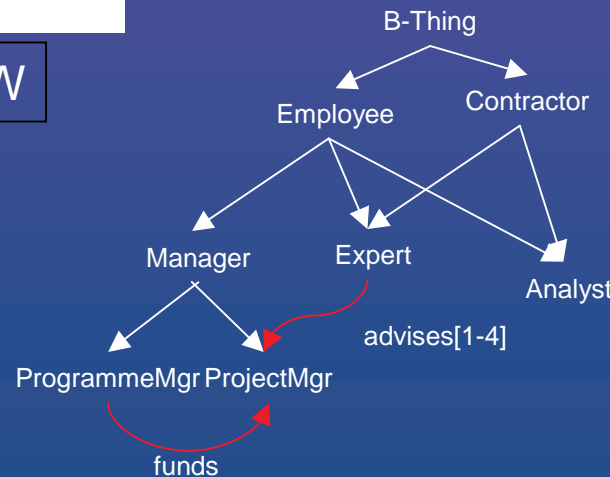 B-Thing
W
Employee
Contractor
Manager
Expert
Analyst
advises[1-4]
ProgrammeMgr ProjectMgr
funds